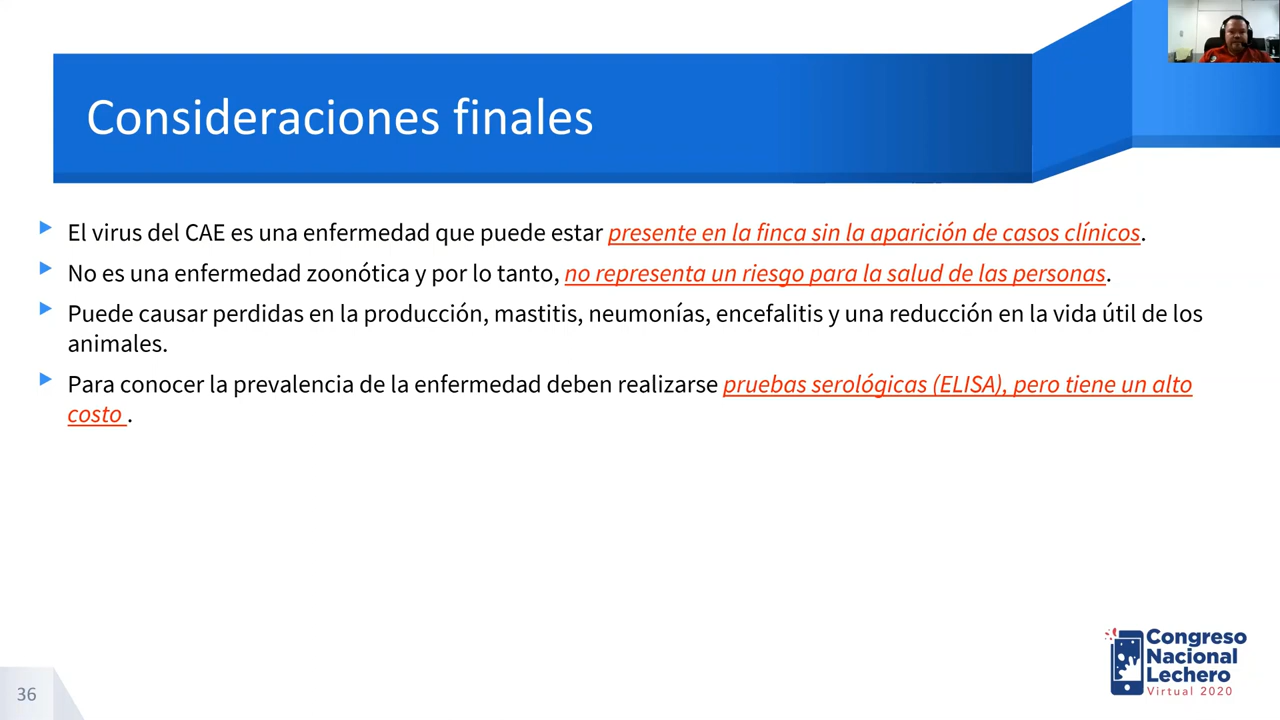 Consideraciones finales
El virus del CAE es una enfermedad que puede estar presente en la finca sin la aparición de casos clínicos.
No es una enfermedad zoonótica y por lo tanto, no representa un riesgo para la salud de las personas.
Puede causar perdidas en la producción, mastitis, neumonías, encefalitis y una reducción en la vida útil de los
animales.
Para conocer la prevalencia de la enfermedad deben realizarse pruebas serológicas (ELISA), pero tiene un alto
costo .
Congreso
Nacional
Lechero
Virtual 2020
36